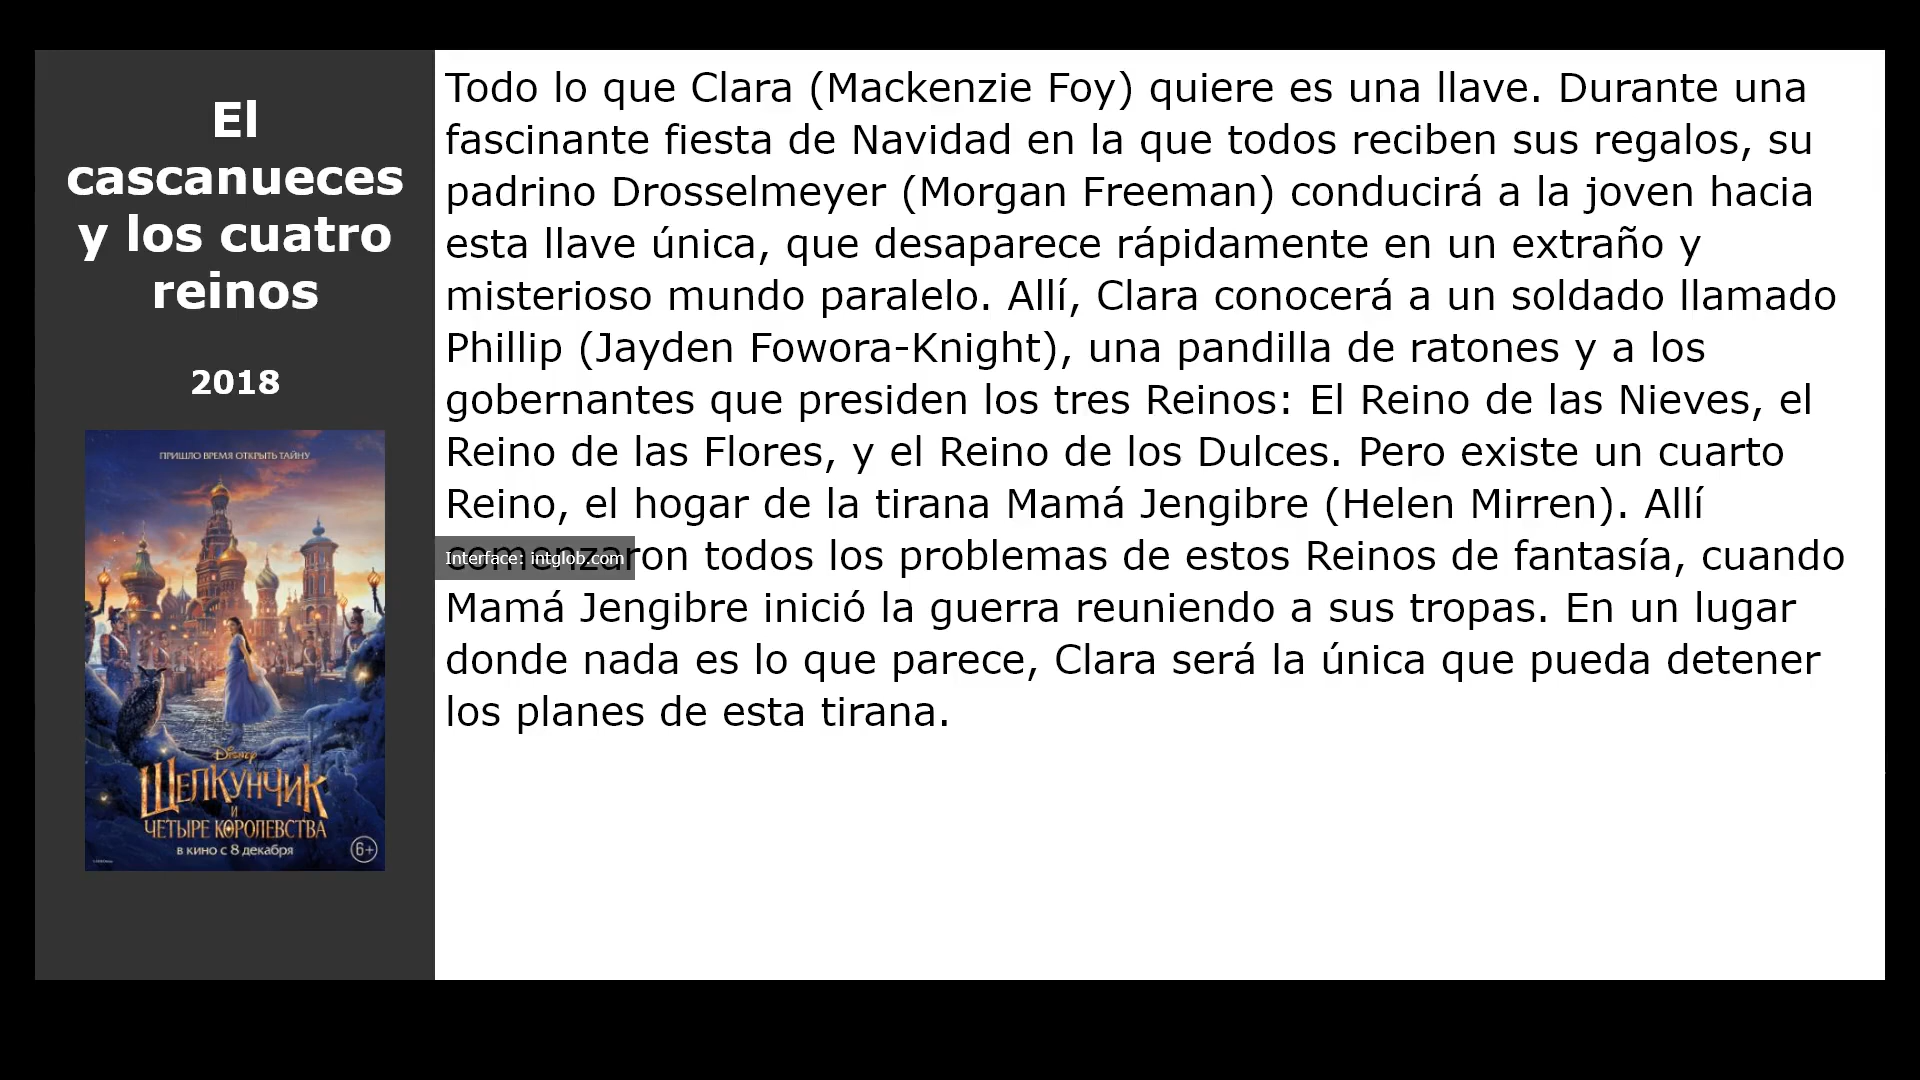 El
cascanueces
y los cuatro
reinos
2018
ПРИШЛО ВРЕМЯ ОТКРЫТЬ ТАЙНУ
Disney
Щелкунчик
и
четыре королевства
в кино с 8 декабря
6+
Todo lo que Clara (Mackenzie Foy) quiere es una llave. Durante una
fascinante fiesta de Navidad en la que todos reciben sus regalos, su
padrino Drosselmeyer (Morgan Freeman) conducirá a la joven hacia
esta llave única, que desaparece rápidamente en un extraño y
misterioso mundo paralelo. Allí, Clara conocerá a un soldado llamado
Phillip (Jayden Fowora-Knight), una pandilla de ratones y a los
gobernantes que presiden los tres Reinos: El Reino de las Nieves, el
Reino de las Flores, y el Reino de los Dulces. Pero existe un cuarto
Reino, el hogar de la tirana Mamá Jengibre (Helen Mirren). Allí
comenzaron todos los problemas de estos Reinos de fantasía, cuando
Interface: intglob.com
Mamá Jengibre inició la guerra reuniendo a sus tropas. En un lugar
donde nada es lo que parece, Clara será la única que pueda detener
los planes de esta tirana.